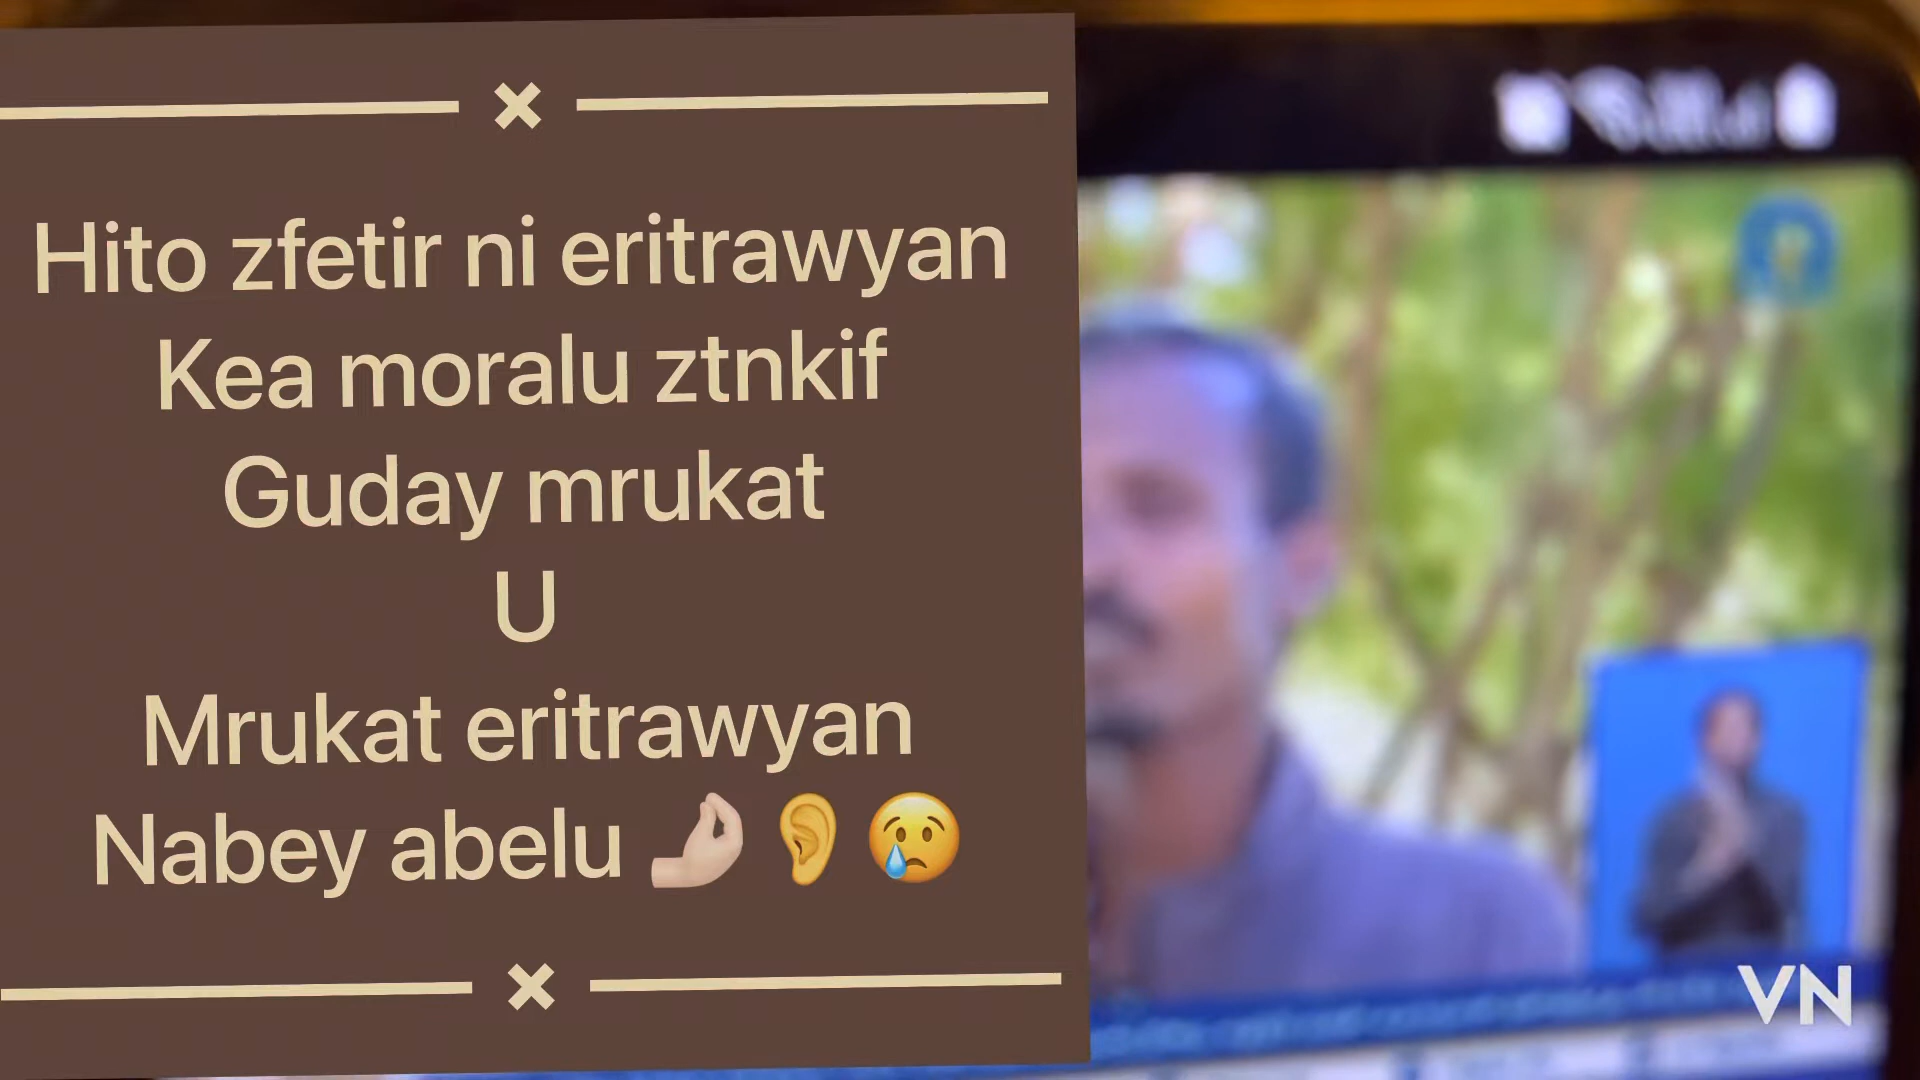 Hito zfetir ni eritrawyan
Kea moralu ztnkif
Guday mrukat
U
Mrukat eritrawyan
Nabey abelu 🤌🏻👂😢
VN